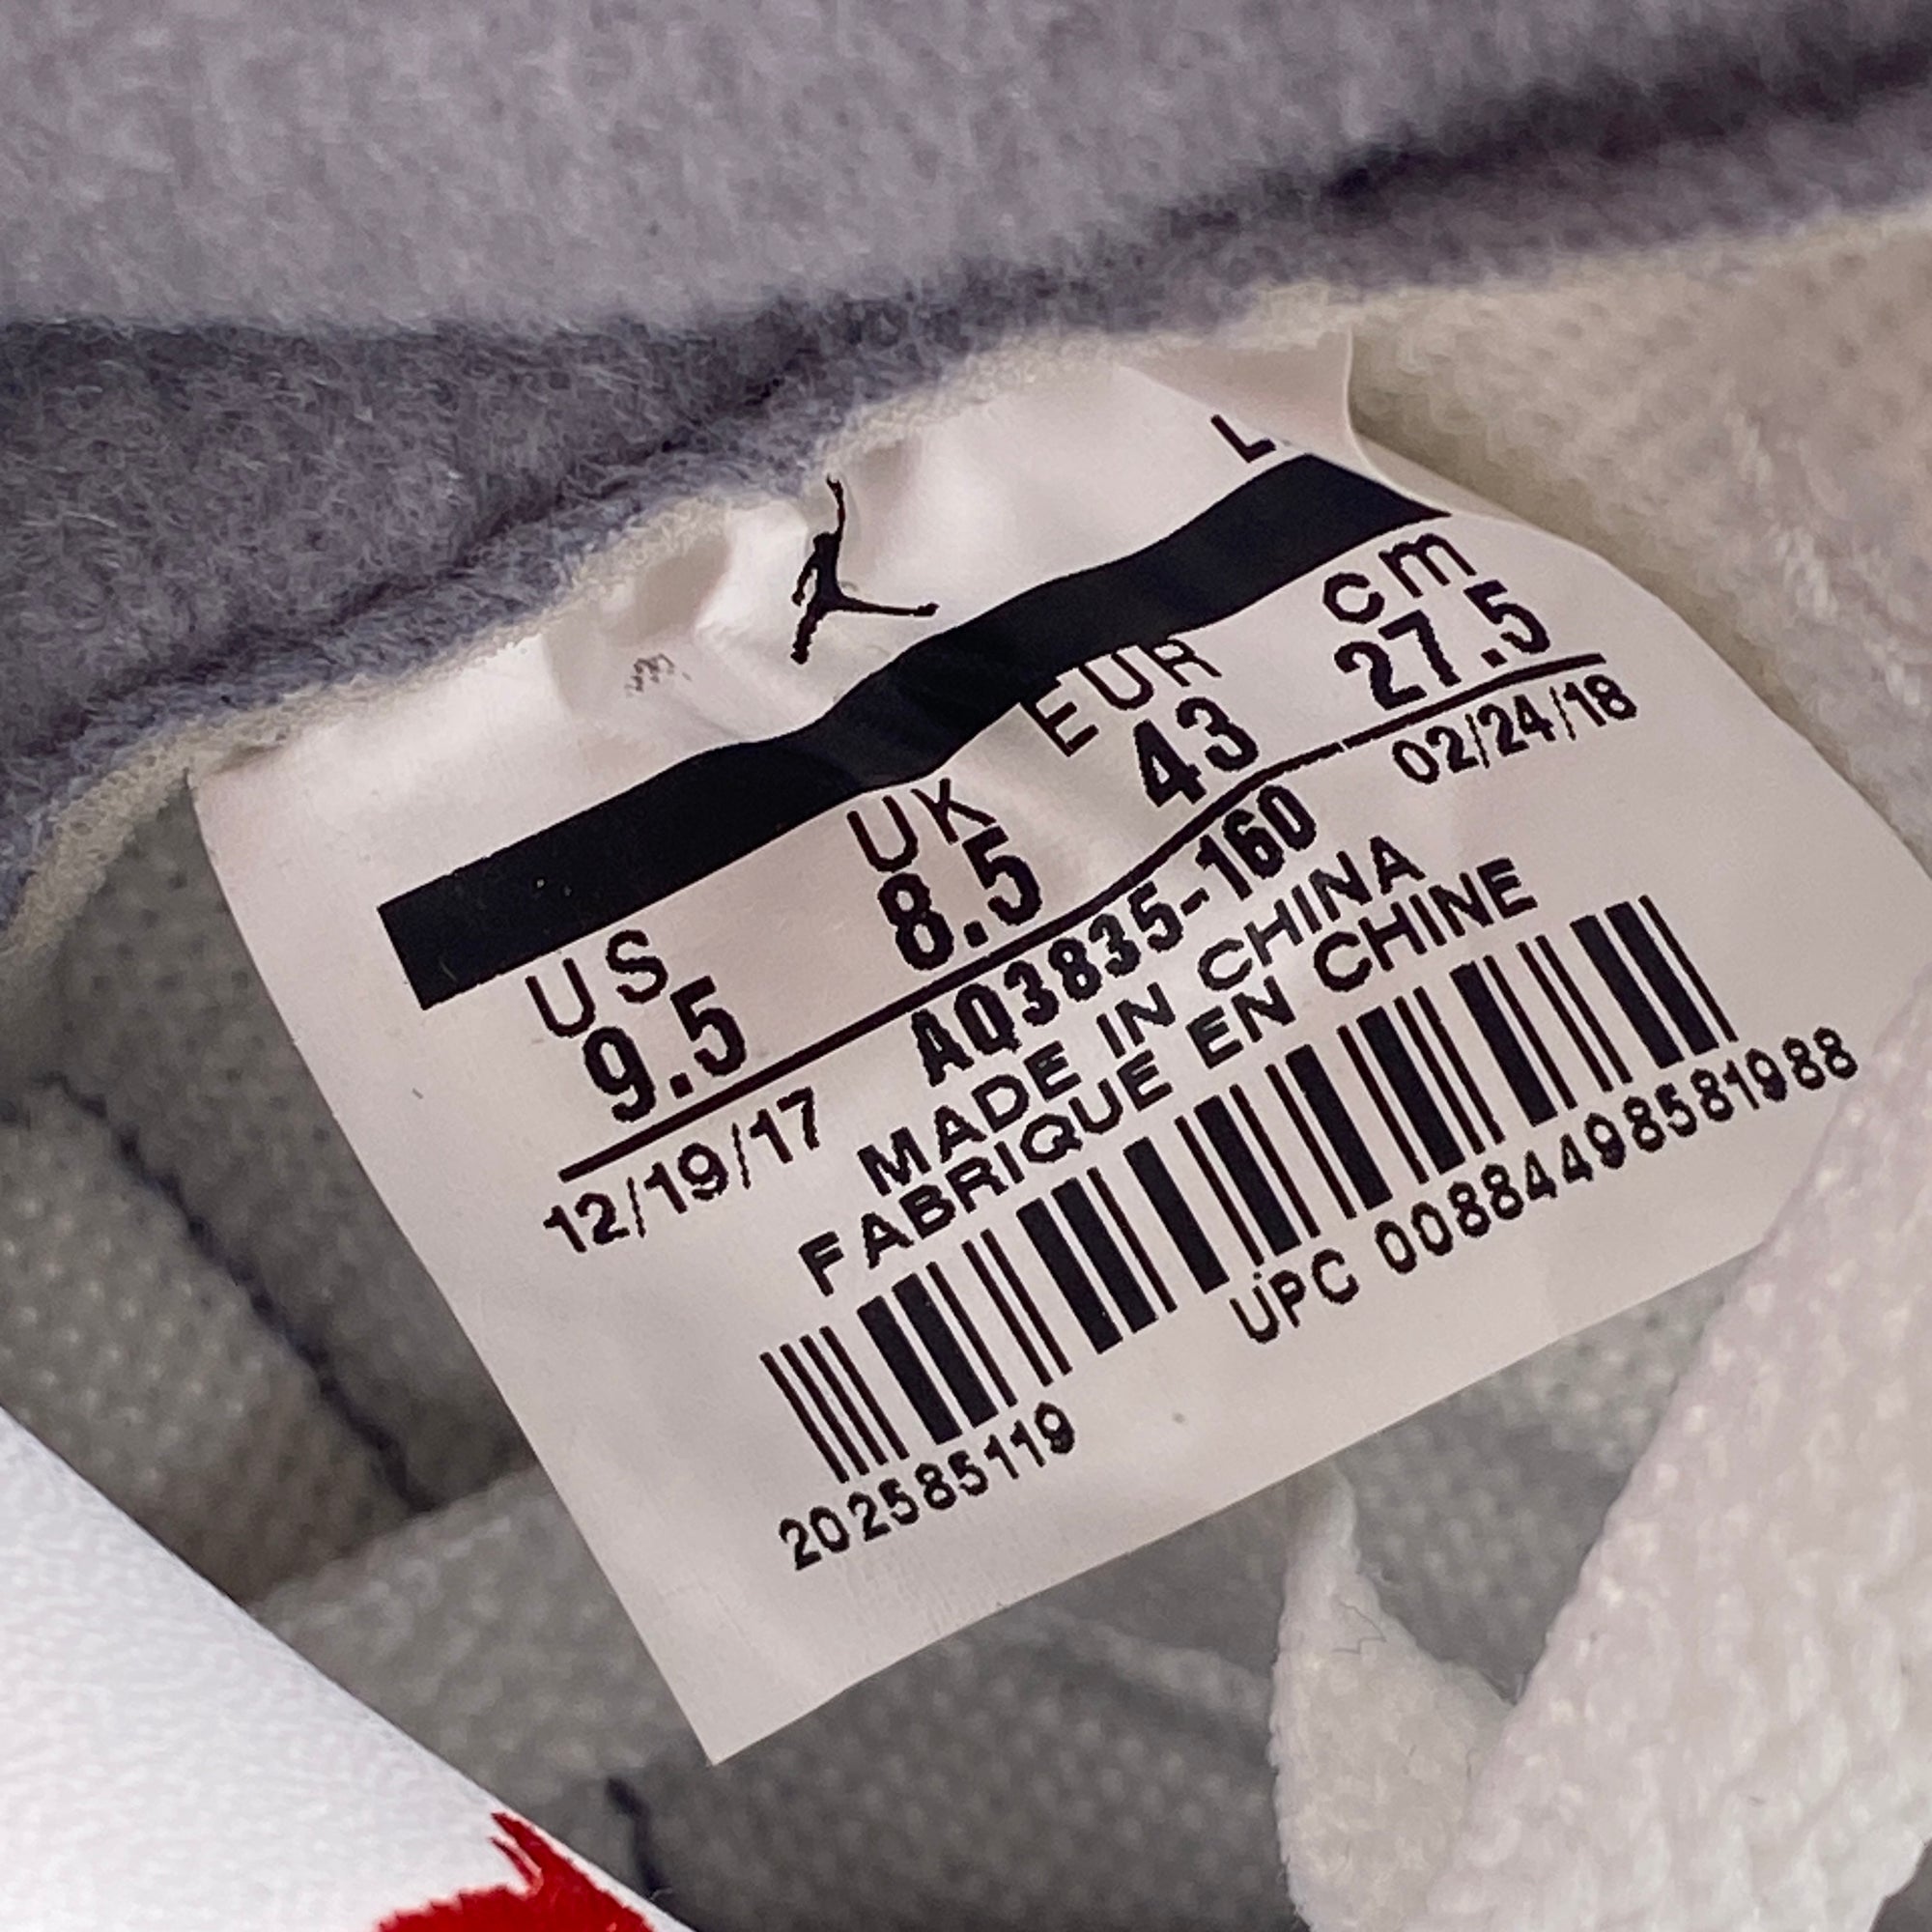 L
US UK EUR cm
9.5 8.5 43 27.5
12/19/17 AQ3835-160 02/24/18
MADE IN CHINA
FABRIQUE EN CHINE
UPC 00884498581988
202585119